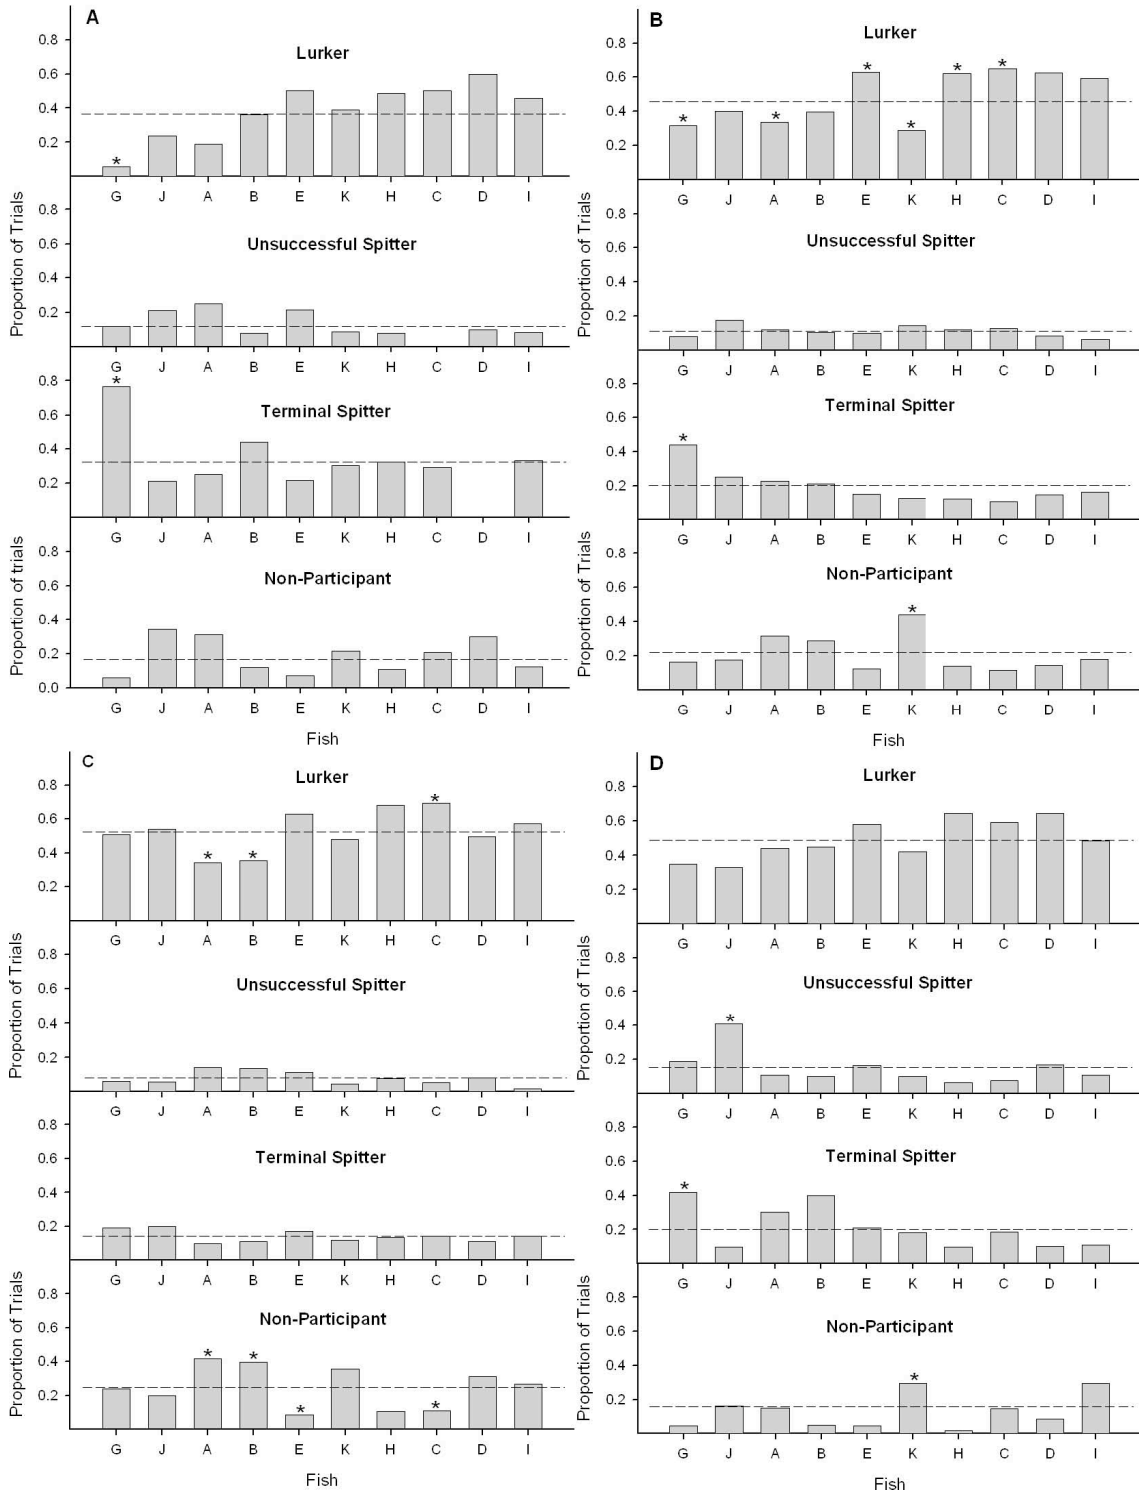 A
Lurker
0.8
0.6
0.4
0.2
*
G J A B E K H C D I
Proportion of Trials
Unsuccessful Spitter
0.8
0.6
0.4
0.2
G J A B E K H C D I
Terminal Spitter
0.8
0.6
0.4
0.2
*
G J A B E K H C D I
Proportion of trials
Non-Participant
0.8
0.6
0.4
0.2
0.0
G J A B E K H C D I
Fish
B
Lurker
0.8
0.6
0.4
0.2
* * * * * *
G J A B E K H C D I
Proportion of Trials
Unsuccessful Spitter
0.8
0.6
0.4
0.2
G J A B E K H C D I
Terminal Spitter
0.8
0.6
0.4
0.2
*
G J A B E K H C D I
Proportion of Trials
Non-Participant
0.8
0.6
0.4
0.2
*
G J A B E K H C D I
Fish
C
Lurker
0.8
0.6
0.4
0.2
* * *
G J A B E K H C D I
Proportion of Trials
Unsuccessful Spitter
0.8
0.6
0.4
0.2
G J A B E K H C D I
Terminal Spitter
0.8
0.6
0.4
0.2
G J A B E K H C D I
Proportion of Trials
Non-Participant
0.8
0.6
0.4
0.2
* * * *
G J A B E K H C D I
Fish
D
Lurker
0.8
0.6
0.4
0.2
G J A B E K H C D I
Proportion of Trials
Unsuccessful Spitter
0.8
0.6
0.4
0.2
*
G J A B E K H C D I
Terminal Spitter
0.8
0.6
0.4
0.2
*
G J A B E K H C D I
Proportion of Trials
Non-Participant
0.8
0.6
0.4
0.2
*
G J A B E K H C D I
Fish